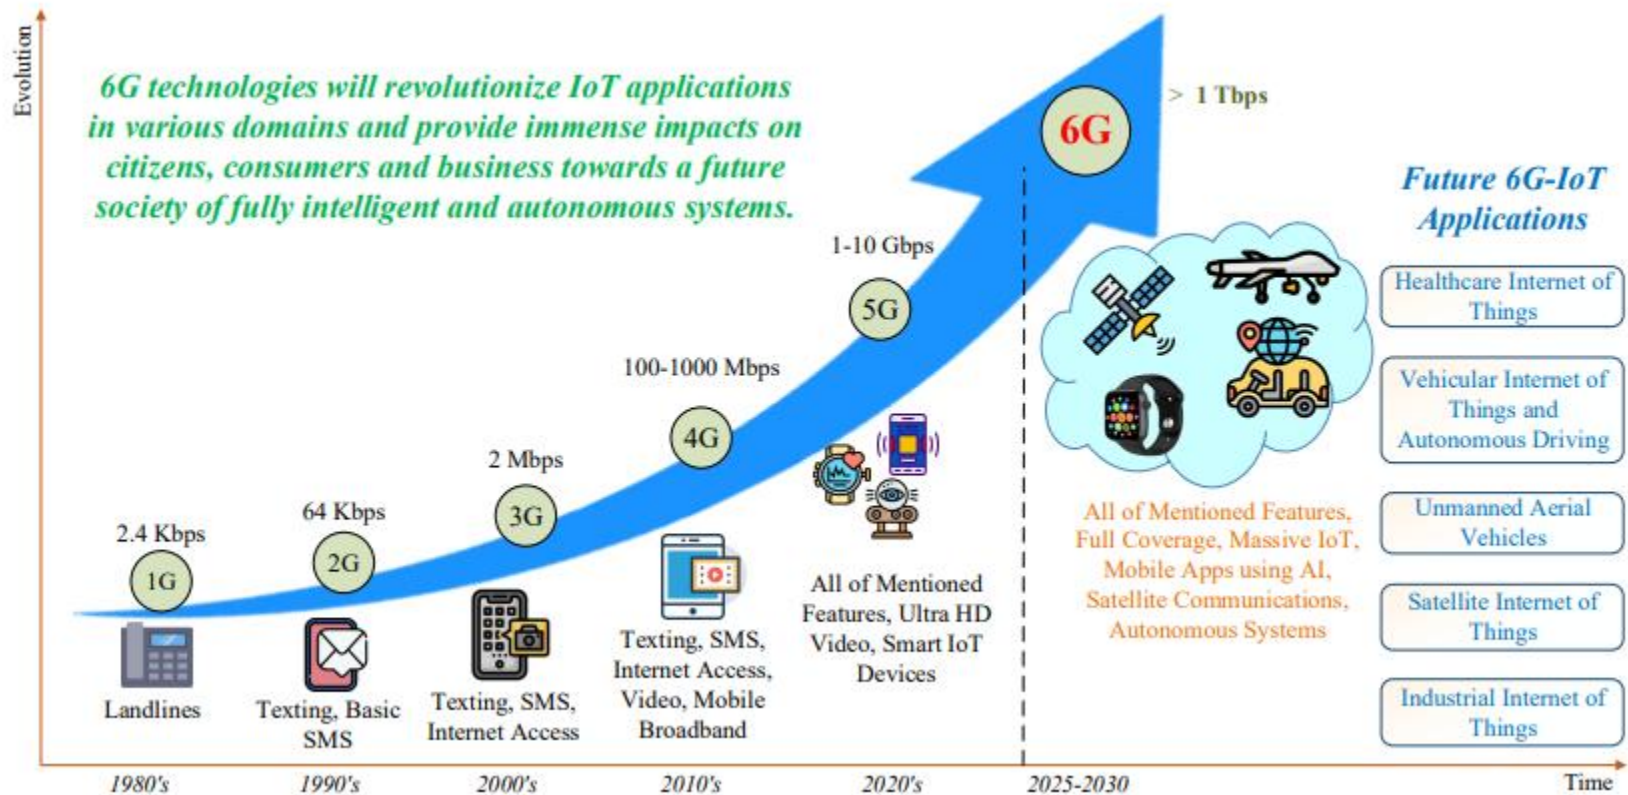 Evolution
6G technologies will revolutionize IoT applications
in various domains and provide immense impacts on
citizens, consumers and business towards a future
society of fully intelligent and autonomous systems.
2.4 Kbps
1G
Landlines
64 Kbps
2G
Texting, Basic
SMS
2 Mbps
3G
Texting, SMS,
Internet Access
100-1000 Mbps
4G
Texting, SMS,
Internet Access,
Video, Mobile
Broadband
1-10 Gbps
5G
All of Mentioned
Features, Ultra HD
Video, Smart IoT
Devices
6G
> 1 Tbps
All of Mentioned Features,
Full Coverage, Massive IoT,
Mobile Apps using AI,
Satellite Communications,
Autonomous Systems
Future 6G-IoT
Applications
Healthcare Internet of
Things
Vehicular Internet of
Things and
Autonomous Driving
Unmanned Aerial
Vehicles
Satellite Internet of
Things
Industrial Internet of
Things
1980's
1990's
2000's
2010's
2020's
2025-2030
Time